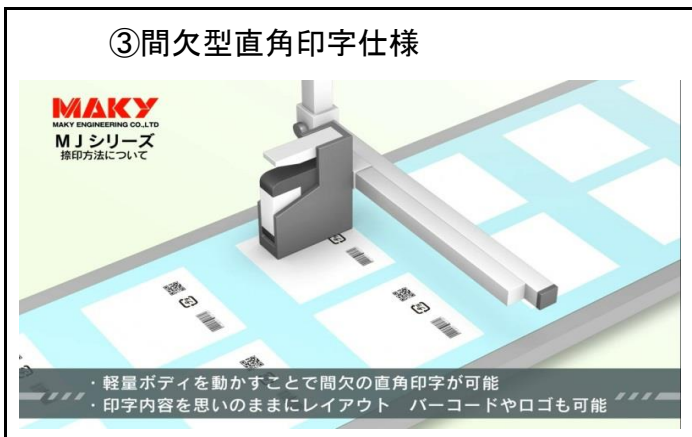 ③間欠型直角印字仕様
MAKY
MAKY ENGINEERING CO.,LTD
MJシリーズ
捺印方法について
・軽量ボディを動かすことで間欠の直角印字が可能
・印字内容を思いのままにレイアウト　バーコードやロゴも可能